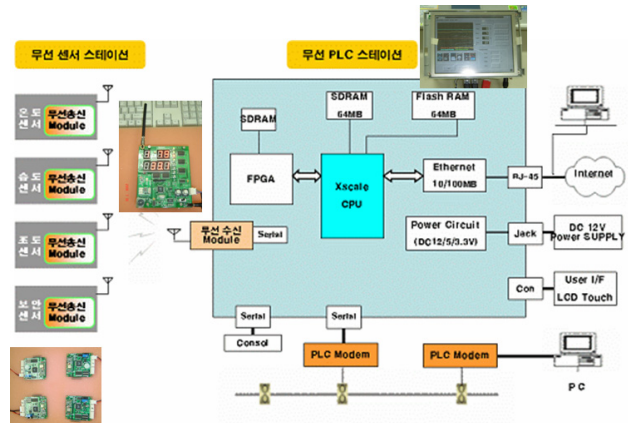 무선 센서 스테이션
무선 PLC 스테이션
온도
센서
무선송신
Module
습도
센서
무선송신
Module
조도
센서
무선송신
Module
보안
센서
무선송신
Module
SDRAM
FPGA
SDRAM
64MB
Flash RAM
64MB
Xscale
CPU
Ethernet
10/100MB
RJ-45
Internet
무선 수신
Module
Serial
Power Circuit
(DC12/5/3.3V)
Jack
DC 12V
Power SUPPLY
Con
User I/F
LCD Touch
Serial
Consol
Serial
PLC Modem
PLC Modem
PC